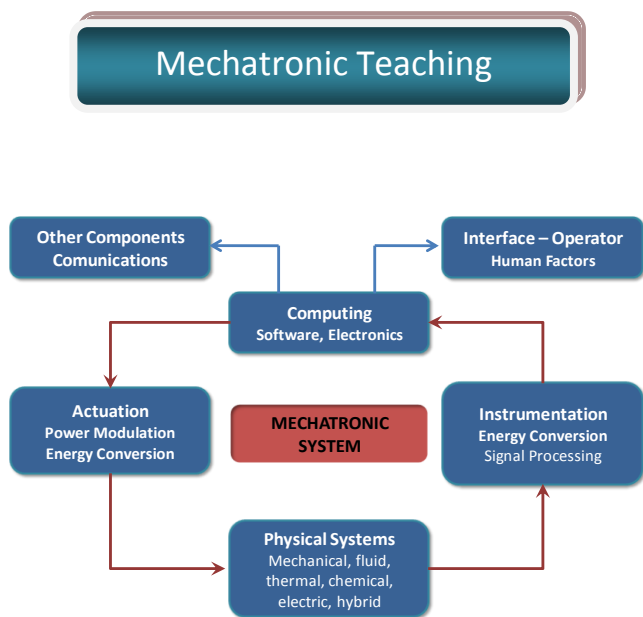 Mechatronic Teaching
Other Components
Comunications
Interface – Operator
Human Factors
Computing
Software, Electronics
Actuation
Power Modulation
Energy Conversion
MECHATRONIC
SYSTEM
Instrumentation
Energy Conversion
Signal Processing
Physical Systems
Mechanical, fluid,
thermal, chemical,
electric, hybrid